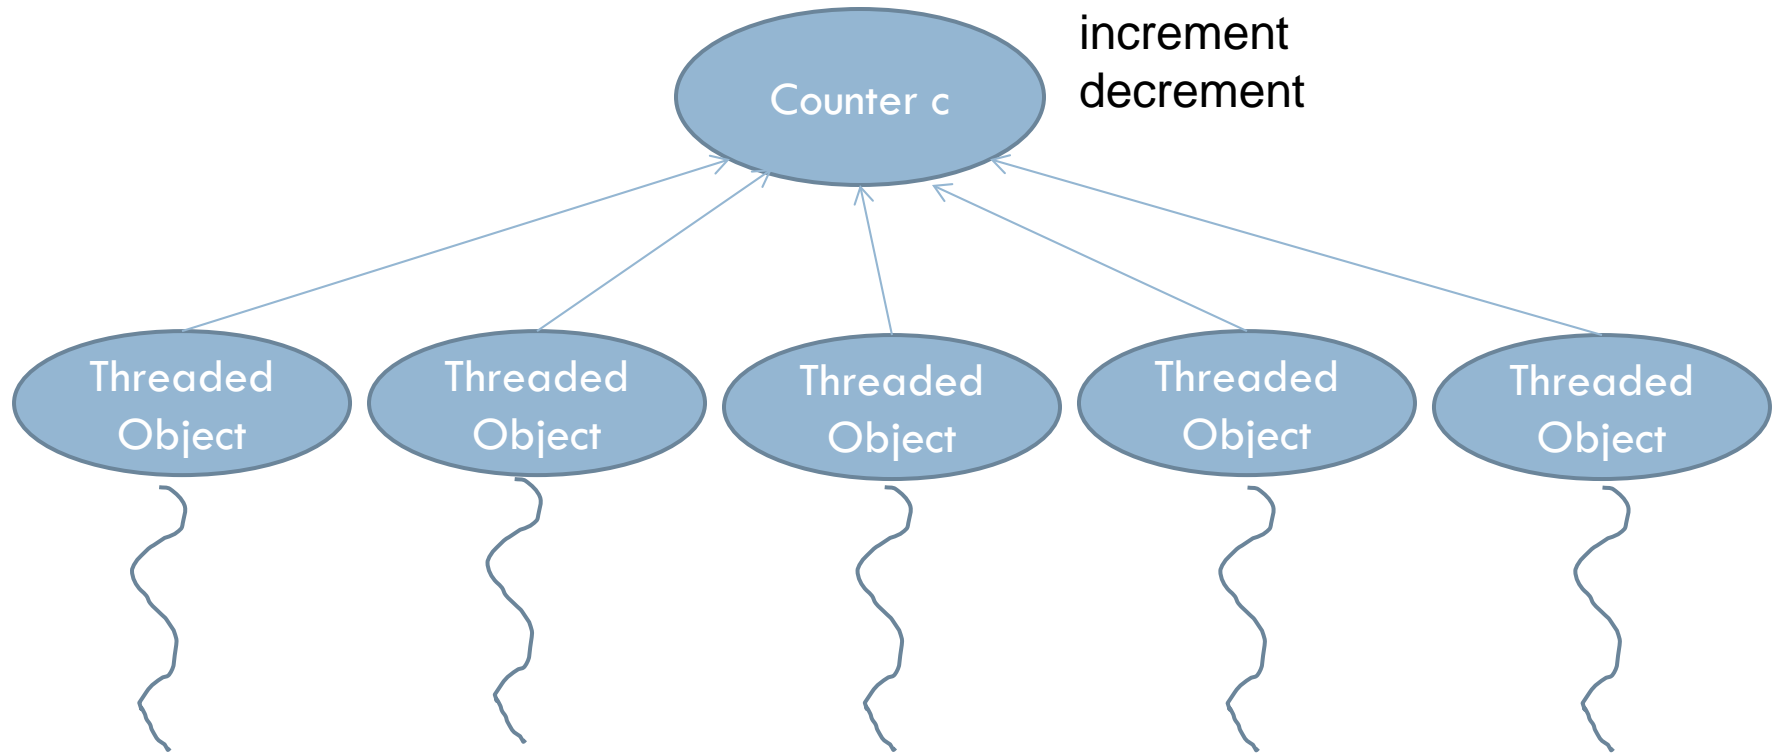 increment
decrement
Counter c
Threaded
Object
Threaded
Object
Threaded
Object
Threaded
Object
Threaded
Object